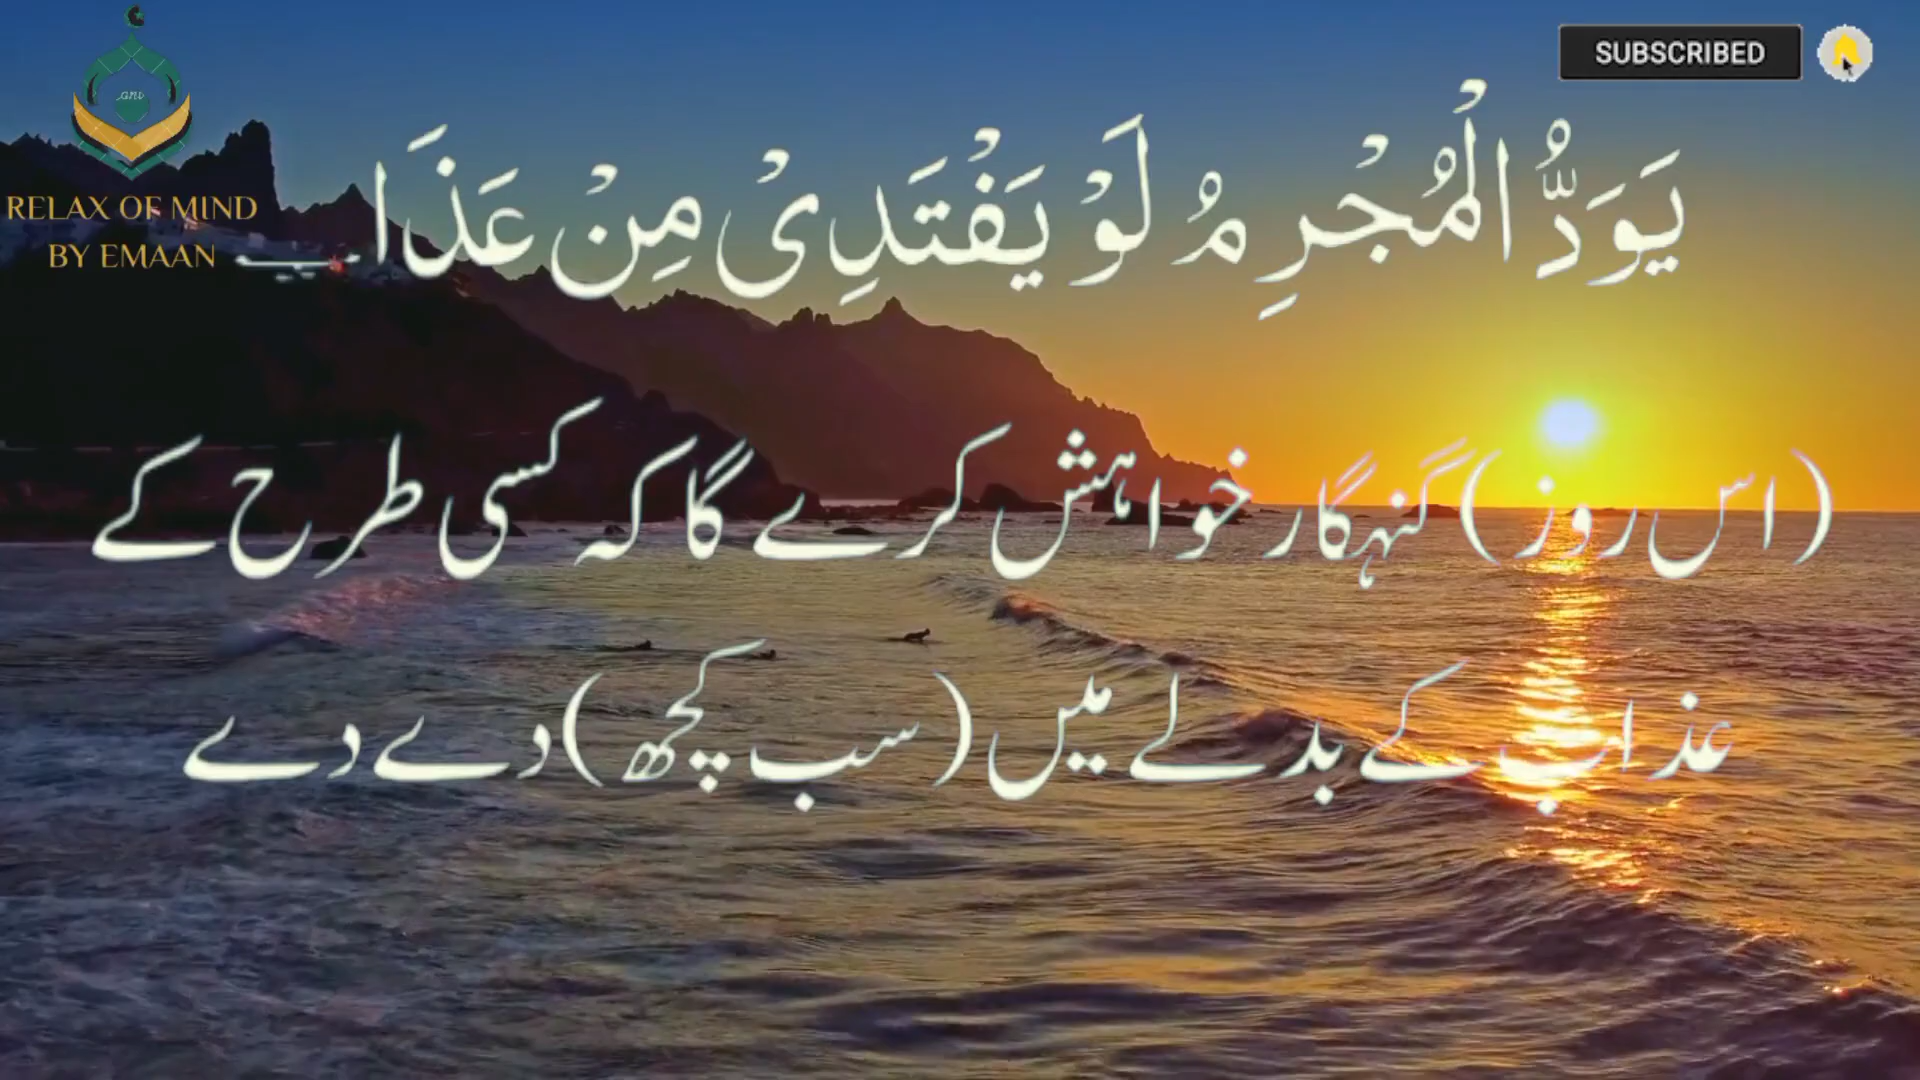 SUBSCRIBED
RELAX OF MIND
BY EMAAN
یَوَدُّ الْمُجْرِمُ لَوْ یَفْتَدِیْ مِنْ عَذَابِ
(اس روز) گنہگار خواہش کرے گا کہ کسی طرح کے
عذاب کے بدلے میں (سب کچھ) دے دے